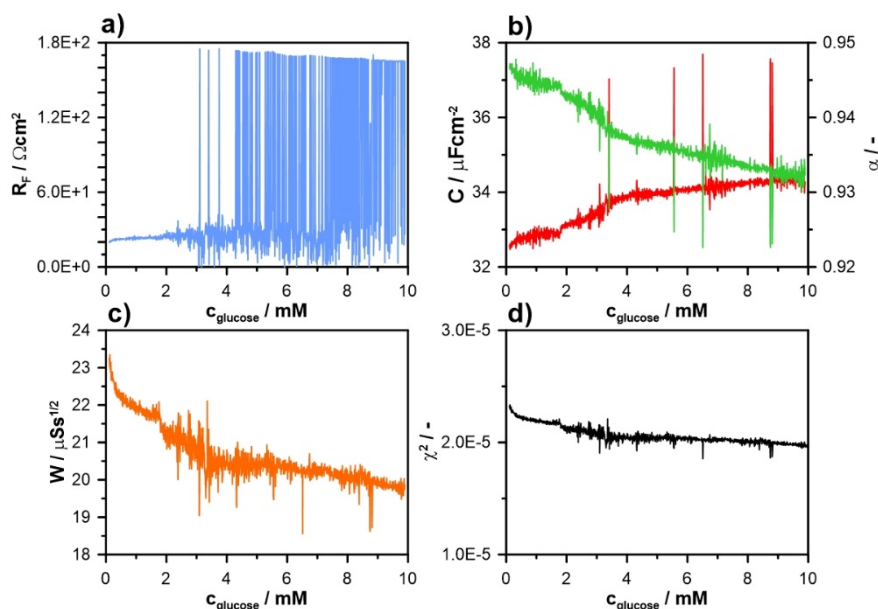 a)
1.8E+2
1.2E+2
6.0E+1
0.0E+0
R_F / Ωcm²
0 2 4 6 8 10
c_glucose / mM
b)
38
36
34
32
C / μFcm⁻²
0.95
0.94
0.93
0.92
α / -
0 2 4 6 8 10
c_glucose / mM
c)
24
23
22
21
20
19
18
W / μSs^1/2
0 2 4 6 8 10
c_glucose / mM
d)
3.0E-5
2.0E-5
1.0E-5
χ² / -
0 2 4 6 8 10
c_glucose / mM